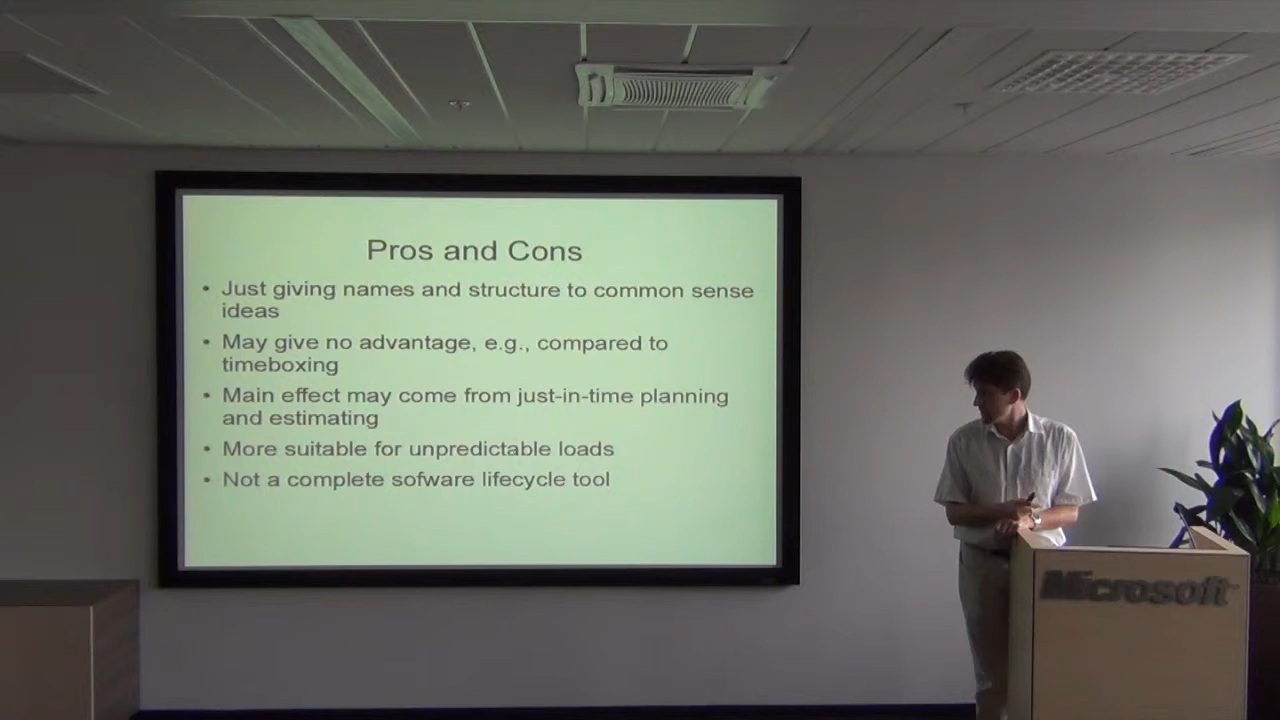 Pros and Cons
• Just giving names and structure to common sense
ideas
• May give no advantage, e.g., compared to
timeboxing
• Main effect may come from just-in-time planning
and estimating
• More suitable for unpredictable loads
• Not a complete sofware lifecycle tool
Microsoft